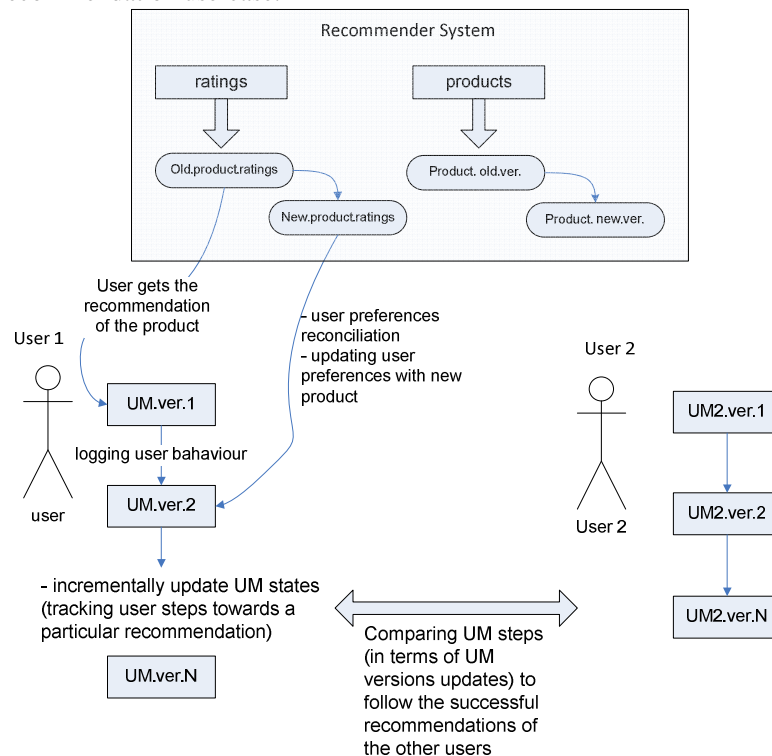 Recommender System
ratings
products
Old.product.ratings
Product. old.ver.
New.product.ratings
Product. new.ver.
User gets the
recommendation
of the product
- user preferences
reconciliation
- updating user
preferences with new
product
User 1
User 2
UM.ver.1
UM2.ver.1
logging user bahaviour
UM.ver.2
UM2.ver.2
user
User 2
- incrementally update UM states
(tracking user steps towards a
particular recommendation)
UM2.ver.N
Comparing UM steps
(in terms of UM
versions updates) to
follow the successful
recommendations of
the other users
UM.ver.N